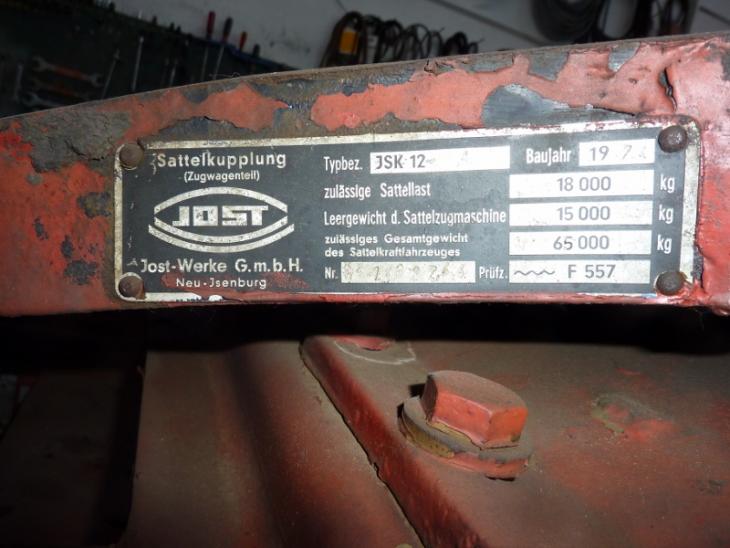 Sattelkupplung
(Zugwagenteil)
JOST
Jost-Werke G.m.b.H.
Neu-Jsenburg
Typbez. JSK 12- A Baujahr 19
zulässige Sattellast 18 000 kg
Leergewicht d. Sattelzugmaschine 15 000 kg
zulässiges Gesamtgewicht
des Sattelkraftfahrzeuges 65 000 kg
Nr. Prüfz. F 557